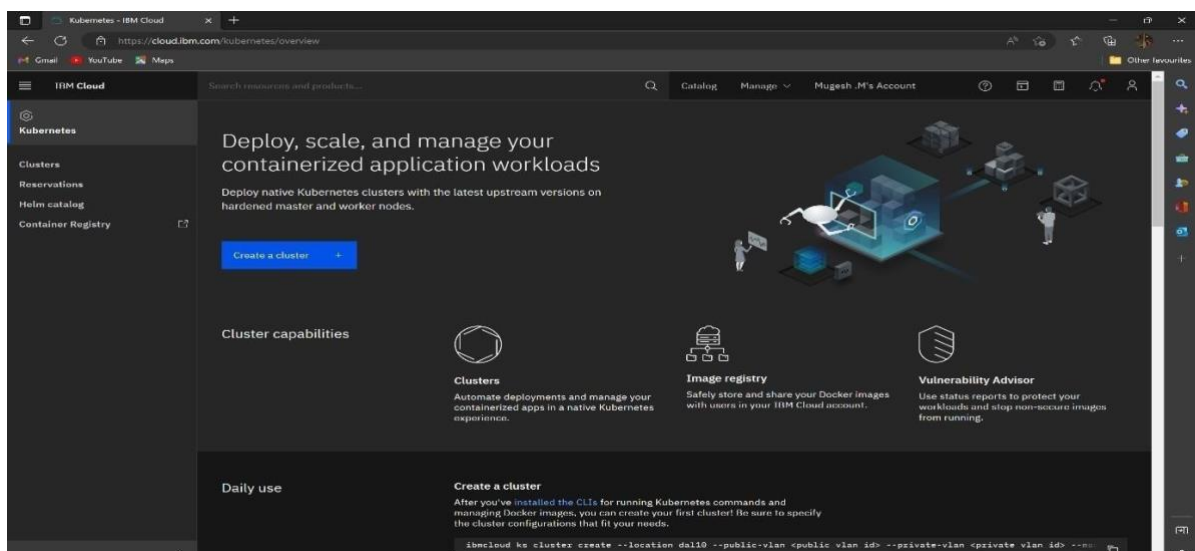 Kubernetes - IBM Cloud
https://cloud.ibm.com/kubernetes/overview
Gmail YouTube Maps Other favourites
IBM Cloud Search resources and products... Catalog Manage Mugesh .M's Account
Kubernetes
Clusters
Reservations
Helm catalog
Container Registry
Deploy, scale, and manage your
containerized application workloads
Deploy native Kubernetes clusters with the latest upstream versions on
hardened master and worker nodes.
Create a cluster +
Cluster capabilities
Clusters
Automate deployments and manage your
containerized apps in a native Kubernetes
experience.
Image registry
Safely store and share your Docker images
with users in your IBM Cloud account.
Vulnerability Advisor
Use status reports to protect your
workloads and stop non-secure images
from running.
Daily use
Create a cluster
After you've installed the CLIs for running Kubernetes commands and
managing Docker images, you can create your first cluster! Be sure to specify
the cluster configurations that fit your needs.
ibmcloud ks cluster create --location dal10 --public-vlan <public vlan id> --private-vlan <private vlan id>